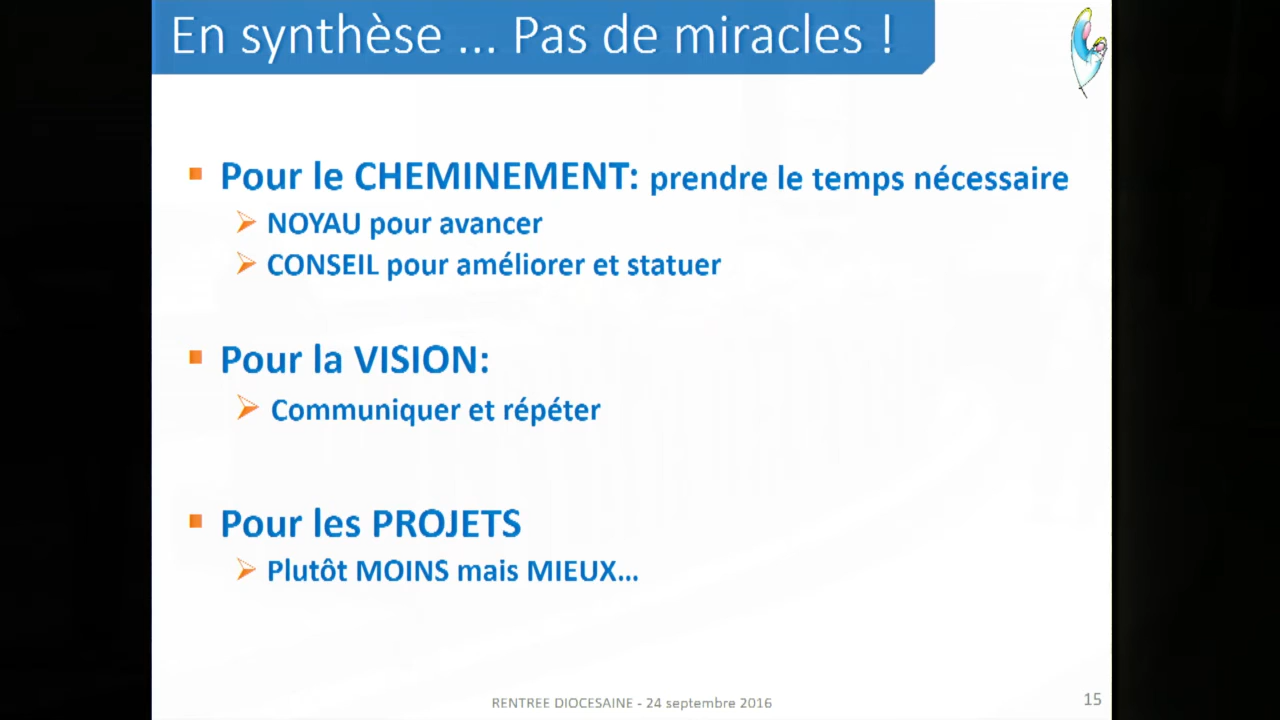 En synthèse ... Pas de miracles !
Pour le CHEMINEMENT: prendre le temps nécessaire
NOYAU pour avancer
CONSEIL pour améliorer et statuer
Pour la VISION:
Communiquer et répéter
Pour les PROJETS
Plutôt MOINS mais MIEUX...
RENTREE DIOCESAINE - 24 septembre 2016
15